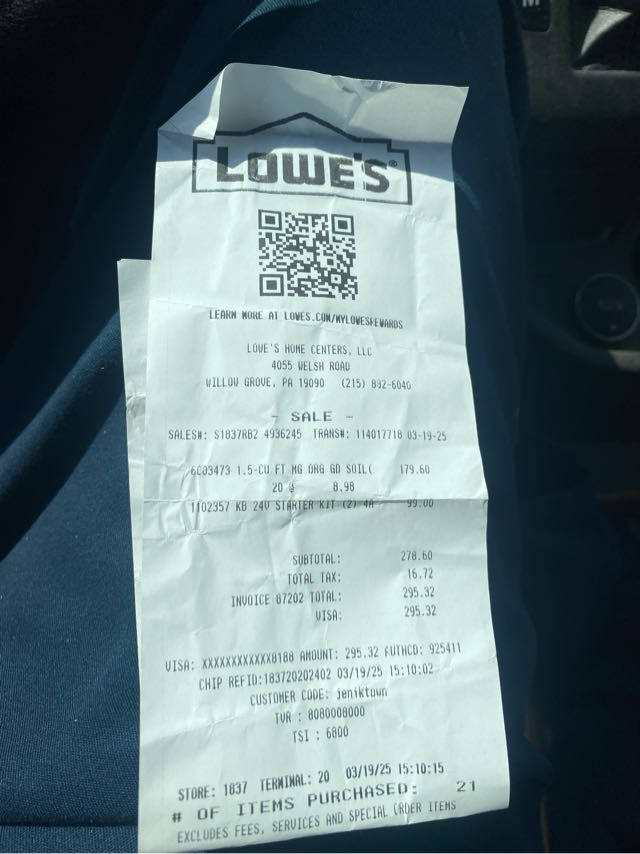 LOWE'S®
LEARN MORE AT LOWES.COM/MYLOWESREWARDS
LOWE'S HOME CENTERS, LLC
4055 WELSH ROAD
WILLOW GROVE, PA 19090 (215) 882-6040
- SALE -
SALES#: S1837RB2 4936245 TRANS#: 114017718 03-19-25
6003473 1.5-CU FT MG ORG GD SOIL( 179.60
20 @ 8.98
1102357 KB 24V STARTER KIT (2) 4A 99.00
SUBTOTAL: 278.60
TOTAL TAX: 16.72
INVOICE 87202 TOTAL: 295.32
VISA: 295.32
VISA: XXXXXXXXXXXX8188 AMOUNT: 295.32 AUTHCD: 925411
CHIP REFID:183720202402 03/19/25 15:10:02
CUSTOMER CODE: jeniktown
TVR : 8080008000
TSI : 6800
STORE: 1837 TERMINAL: 20 03/19/25 15:10:15
# OF ITEMS PURCHASED: 21
EXCLUDES FEES, SERVICES AND SPECIAL ORDER ITEMS
M